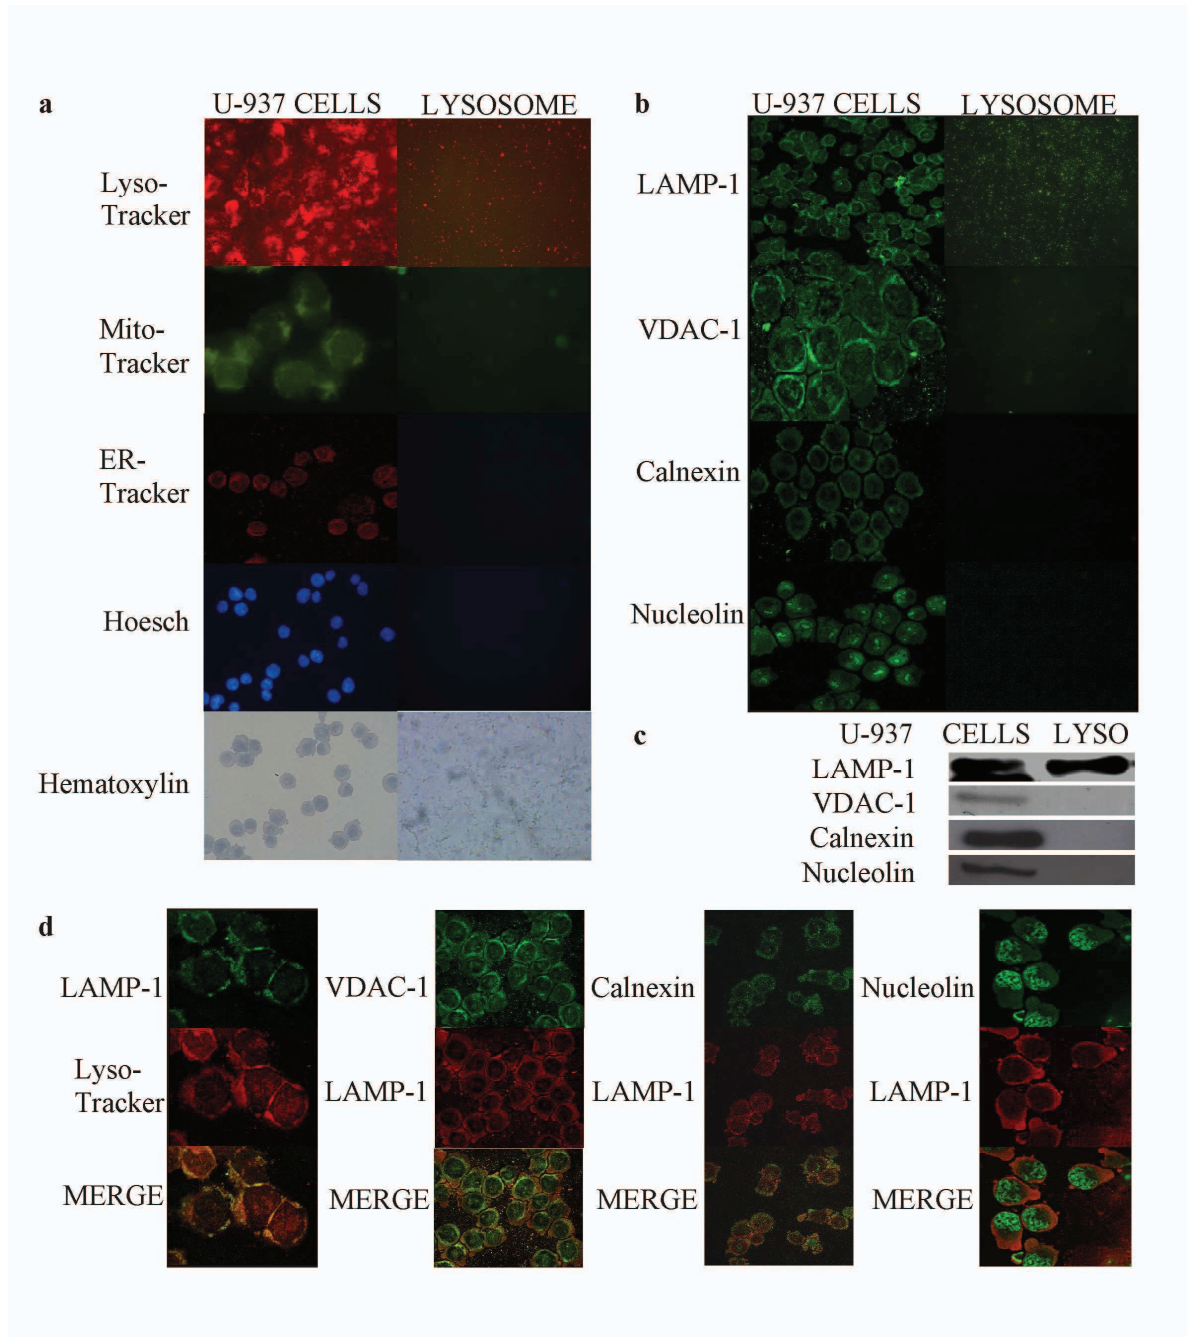 a
U-937 CELLS LYSOSOME
Lyso-
Tracker
Mito-
Tracker
ER-
Tracker
Hoesch
Hematoxylin
b
U-937 CELLS LYSOSOME
LAMP-1
VDAC-1
Calnexin
Nucleolin
c
U-937 CELLS LYSO
LAMP-1
VDAC-1
Calnexin
Nucleolin
d
LAMP-1
Lyso-
Tracker
MERGE
VDAC-1
LAMP-1
MERGE
Calnexin
LAMP-1
MERGE
Nucleolin
LAMP-1
MERGE